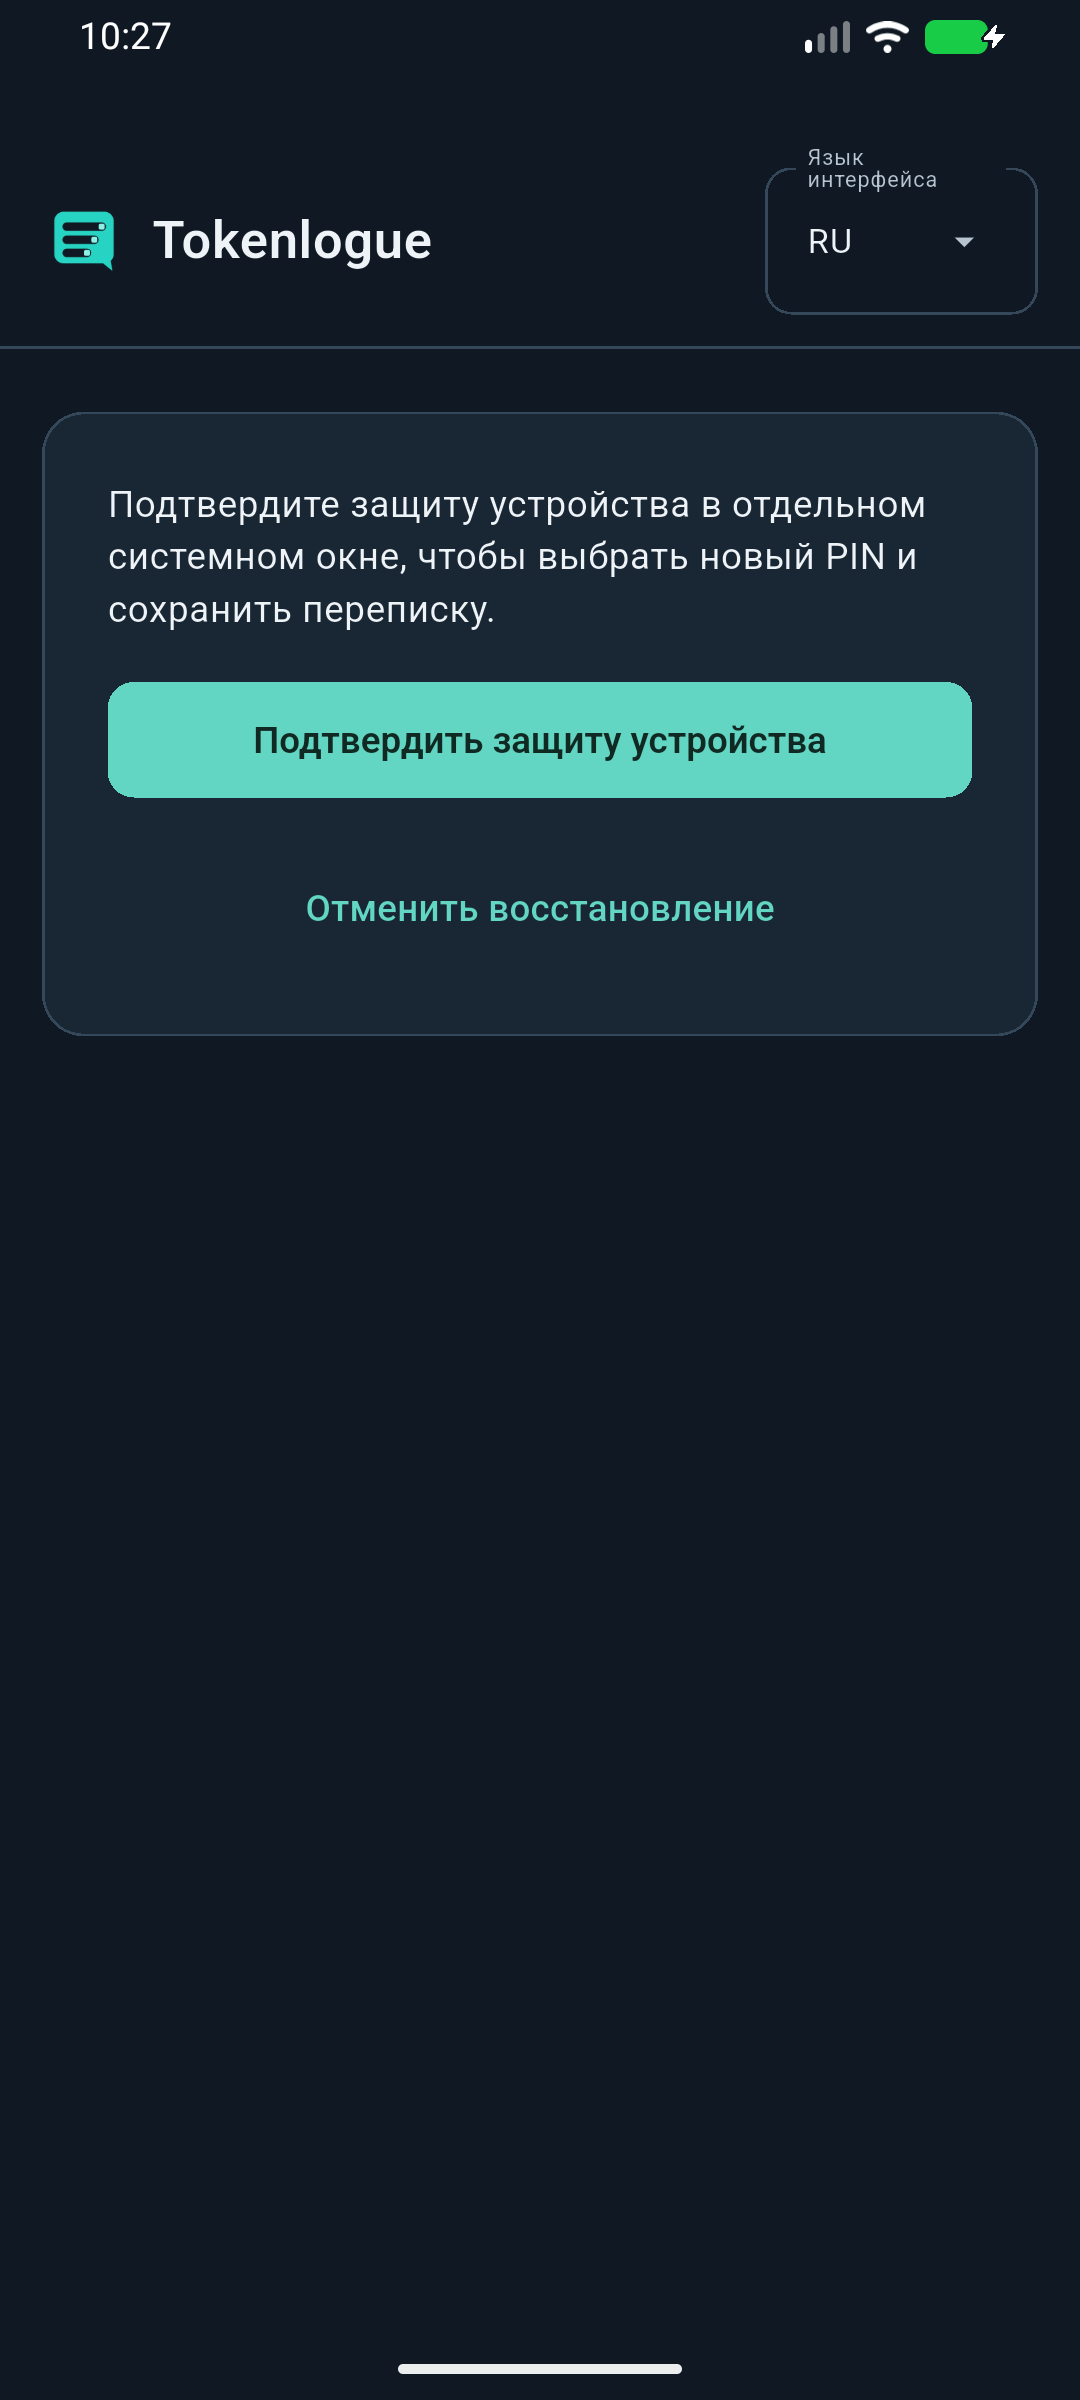 10:27
Язык
интерфейса
Tokenlogue
RU
Подтвердите защиту устройства в отдельном
системном окне, чтобы выбрать новый PIN и
сохранить переписку.
Подтвердить защиту устройства
Отменить восстановление